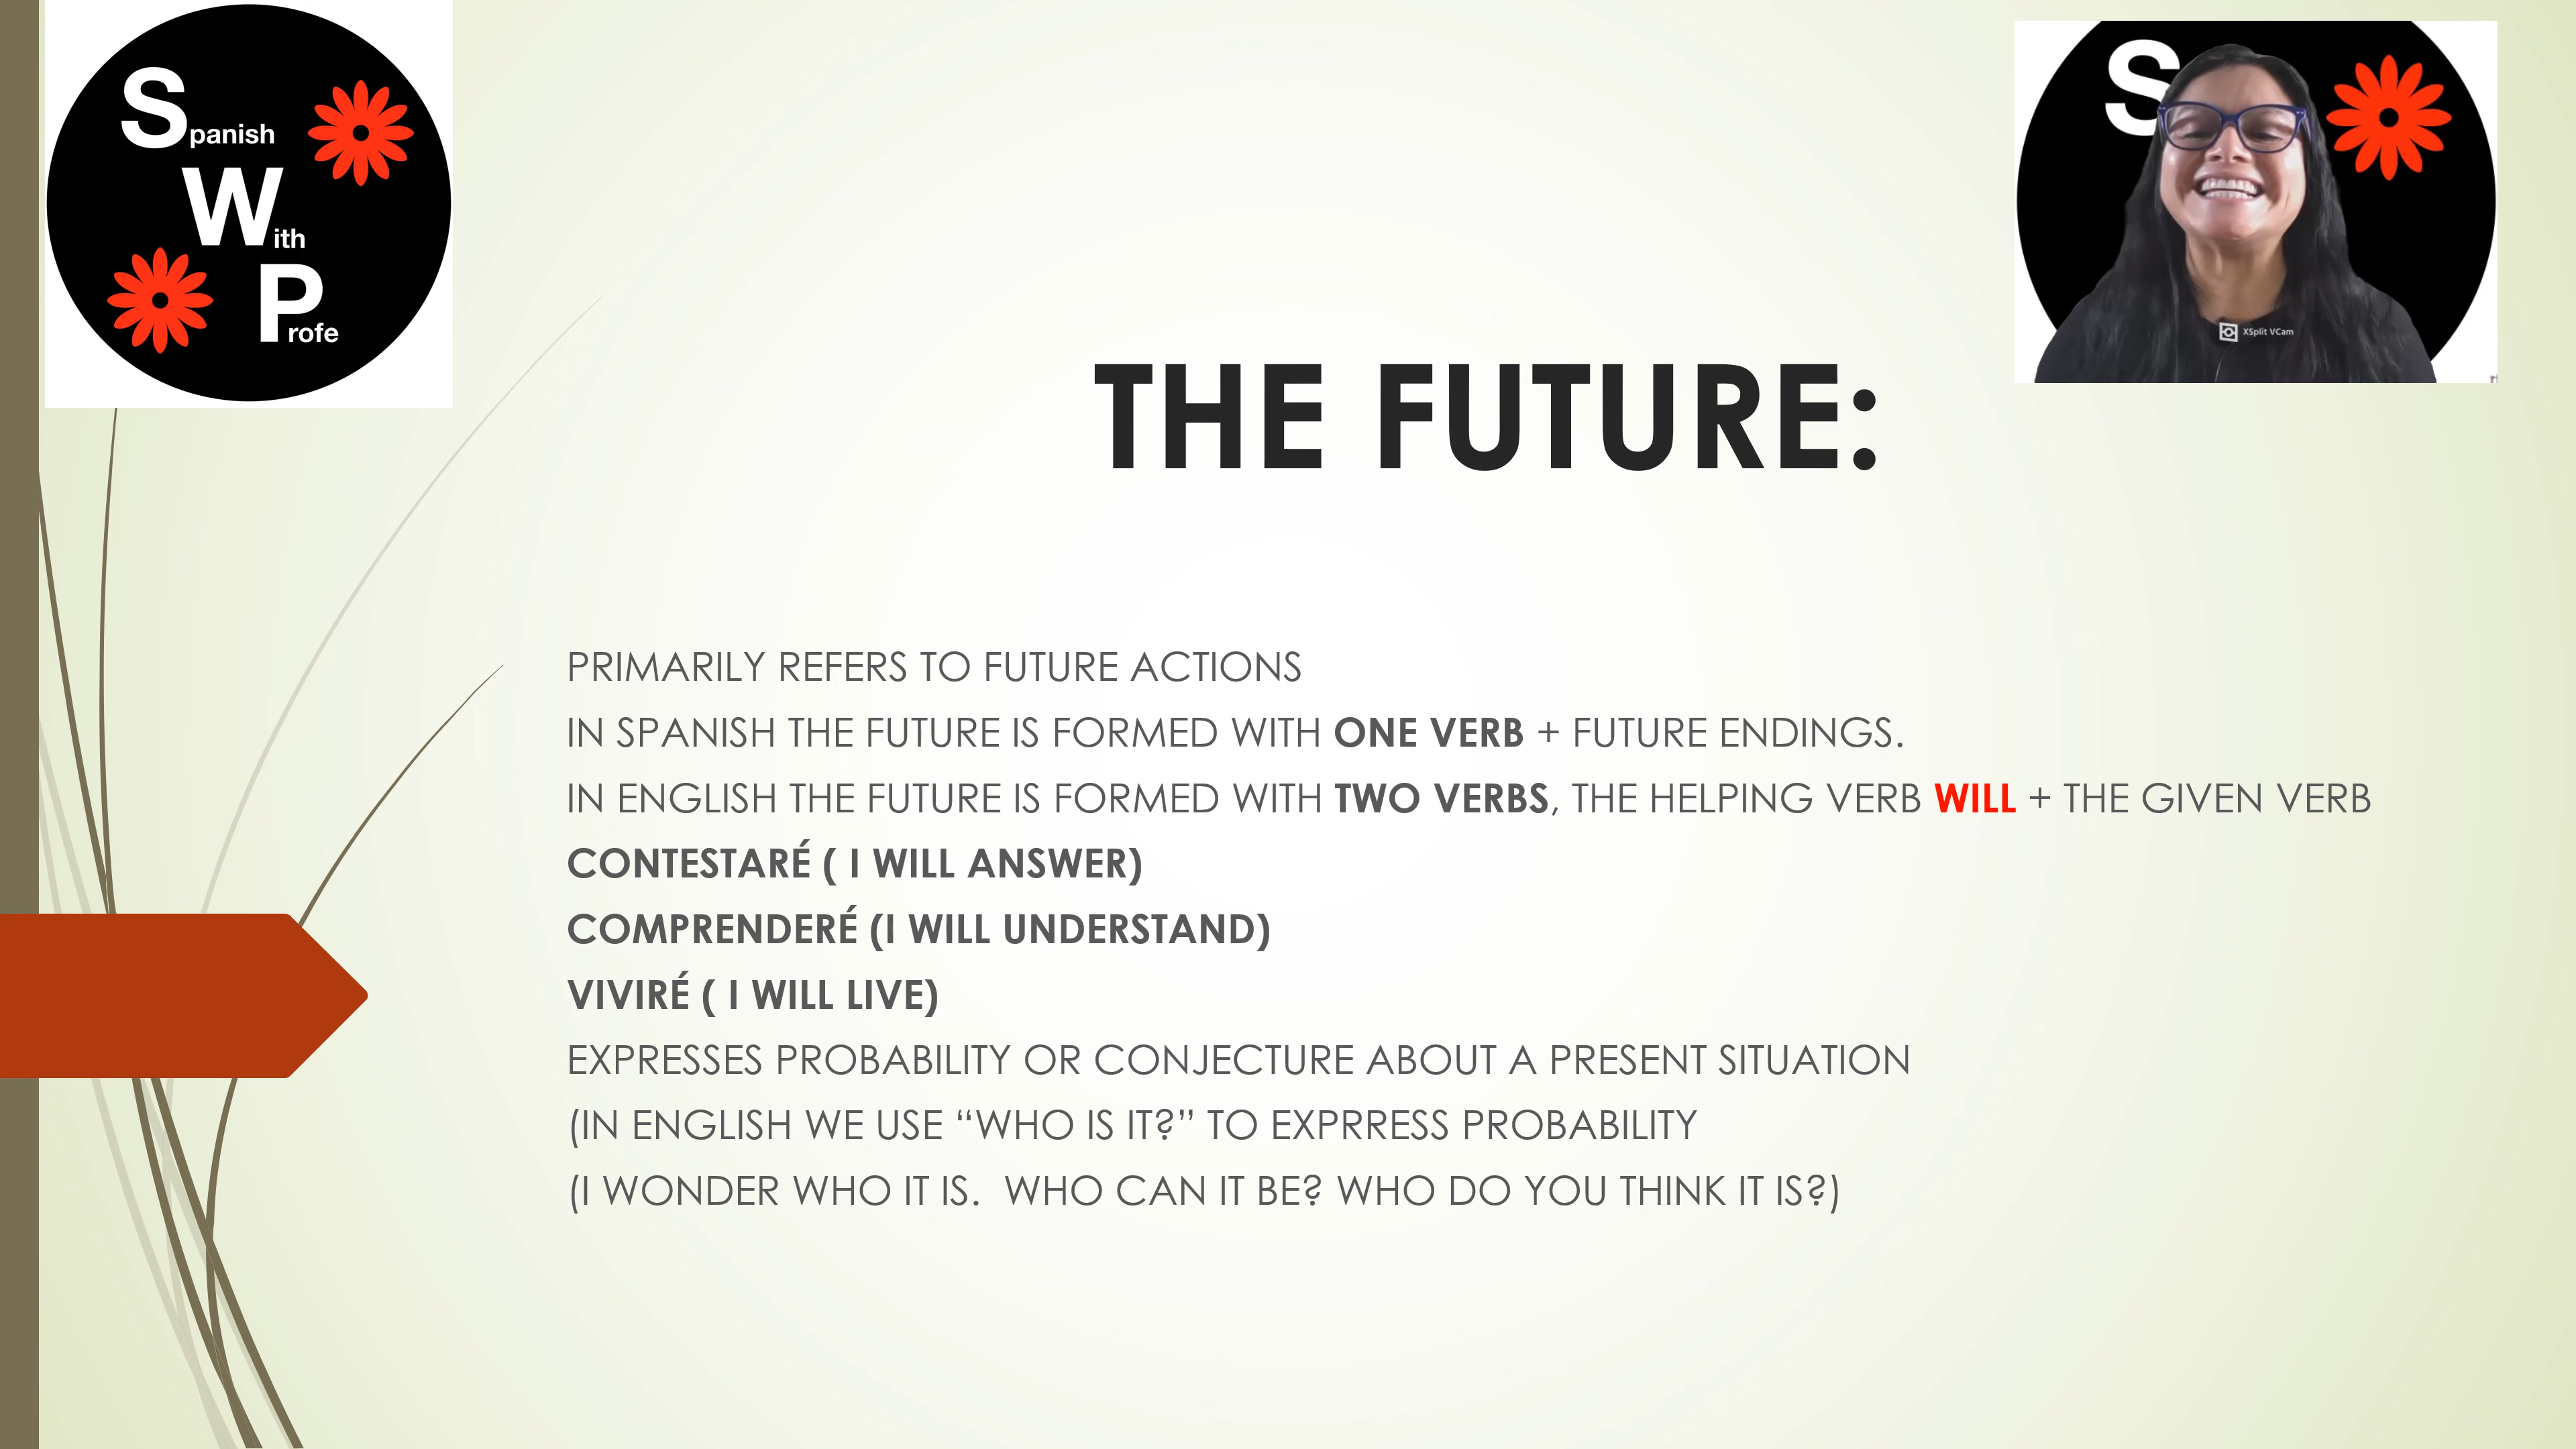 Spanish
With
Profe
S
XSplit VCam
THE FUTURE:
PRIMARILY REFERS TO FUTURE ACTIONS
IN SPANISH THE FUTURE IS FORMED WITH ONE VERB + FUTURE ENDINGS.
IN ENGLISH THE FUTURE IS FORMED WITH TWO VERBS, THE HELPING VERB WILL + THE GIVEN VERB
CONTESTARÉ ( I WILL ANSWER)
COMPRENDERÉ (I WILL UNDERSTAND)
VIVIRÉ ( I WILL LIVE)
EXPRESSES PROBABILITY OR CONJECTURE ABOUT A PRESENT SITUATION
(IN ENGLISH WE USE “WHO IS IT?” TO EXPRRESS PROBABILITY
(I WONDER WHO IT IS.  WHO CAN IT BE? WHO DO YOU THINK IT IS?)